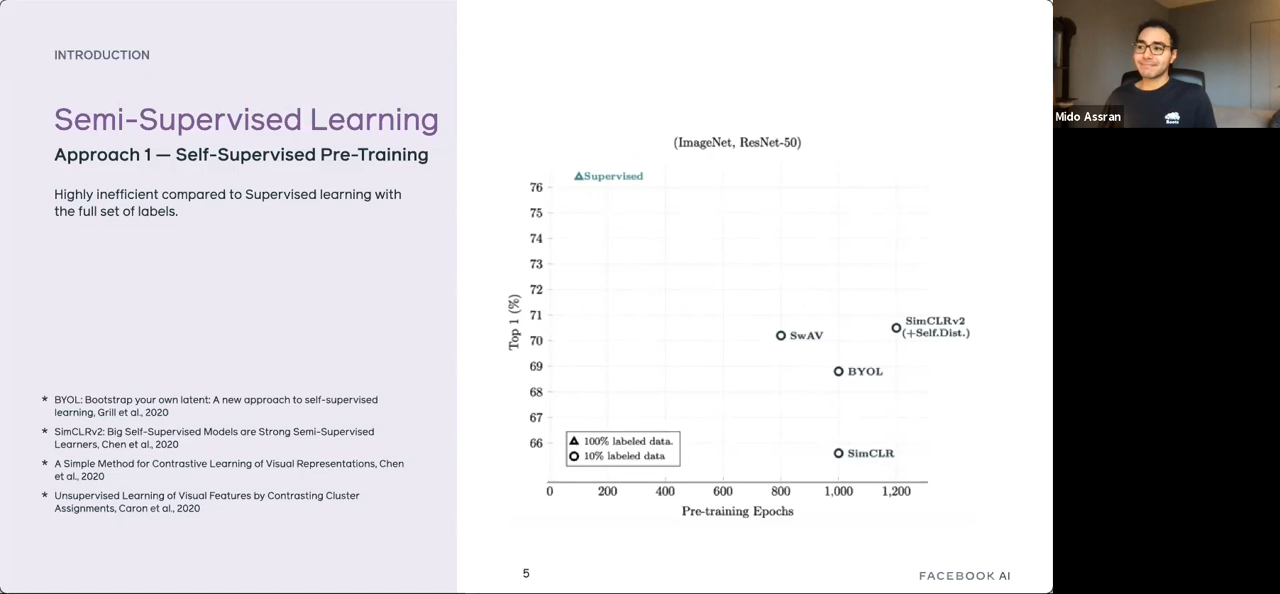 INTRODUCTION
Semi-Supervised Learning
Approach 1 — Self-Supervised Pre-Training
Highly inefficient compared to Supervised learning with
the full set of labels.
* BYOL: Bootstrap your own latent: A new approach to self-supervised
learning, Grill et al., 2020
* SimCLRv2: Big Self-Supervised Models are Strong Semi-Supervised
Learners, Chen et al., 2020
* A Simple Method for Contrastive Learning of Visual Representations, Chen
et al., 2020
* Unsupervised Learning of Visual Features by Contrasting Cluster
Assignments, Caron et al., 2020
(ImageNet, ResNet-50)
Supervised
76
75
74
73
72
71
70
69
68
67
66
Top 1 (%)
SimCLRv2
(+Self.Dist.)
SwAV
BYOL
SimCLR
100% labeled data.
10% labeled data
0 200 400 600 800 1,000 1,200
Pre-training Epochs
5
FACEBOOK AI
Mido Assran
Roots